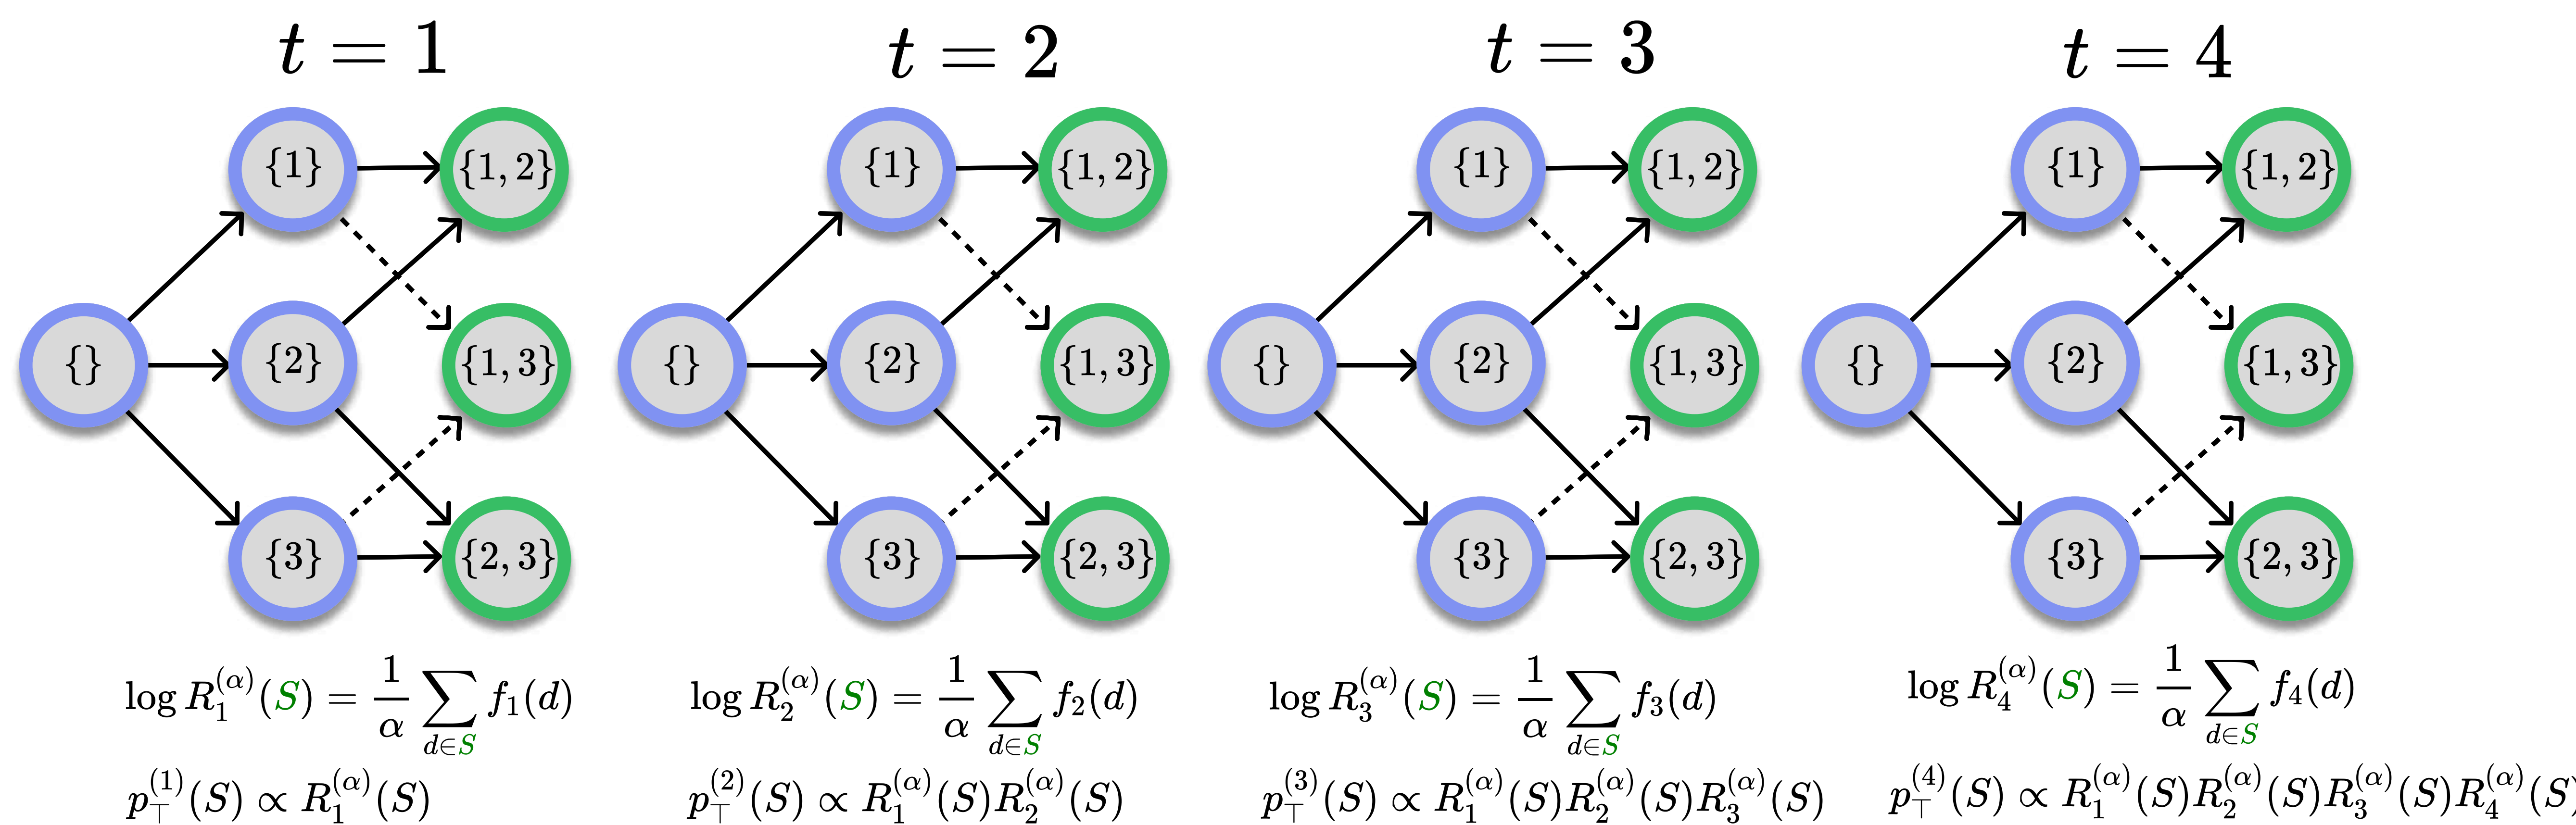 t = 1
{1}
{1, 2}
{}
{2}
{1, 3}
{3}
{2, 3}
log R_1^{(α)}(S) = \frac{1}{α} \sum_{d∈S} f_1(d)
p_⊤^{(1)}(S) ∝ R_1^{(α)}(S)
t = 2
{1}
{1, 2}
{}
{2}
{1, 3}
{3}
{2, 3}
log R_2^{(α)}(S) = \frac{1}{α} \sum_{d∈S} f_2(d)
p_⊤^{(2)}(S) ∝ R_1^{(α)}(S)R_2^{(α)}(S)
t = 3
{1}
{1, 2}
{}
{2}
{1, 3}
{3}
{2, 3}
log R_3^{(α)}(S) = \frac{1}{α} \sum_{d∈S} f_3(d)
p_⊤^{(3)}(S) ∝ R_1^{(α)}(S)R_2^{(α)}(S)R_3^{(α)}(S)
t = 4
{1}
{1, 2}
{}
{2}
{1, 3}
{3}
{2, 3}
log R_4^{(α)}(S) = \frac{1}{α} \sum_{d∈S} f_4(d)
p_⊤^{(4)}(S) ∝ R_1^{(α)}(S)R_2^{(α)}(S)R_3^{(α)}(S)R_4^{(α)}(S